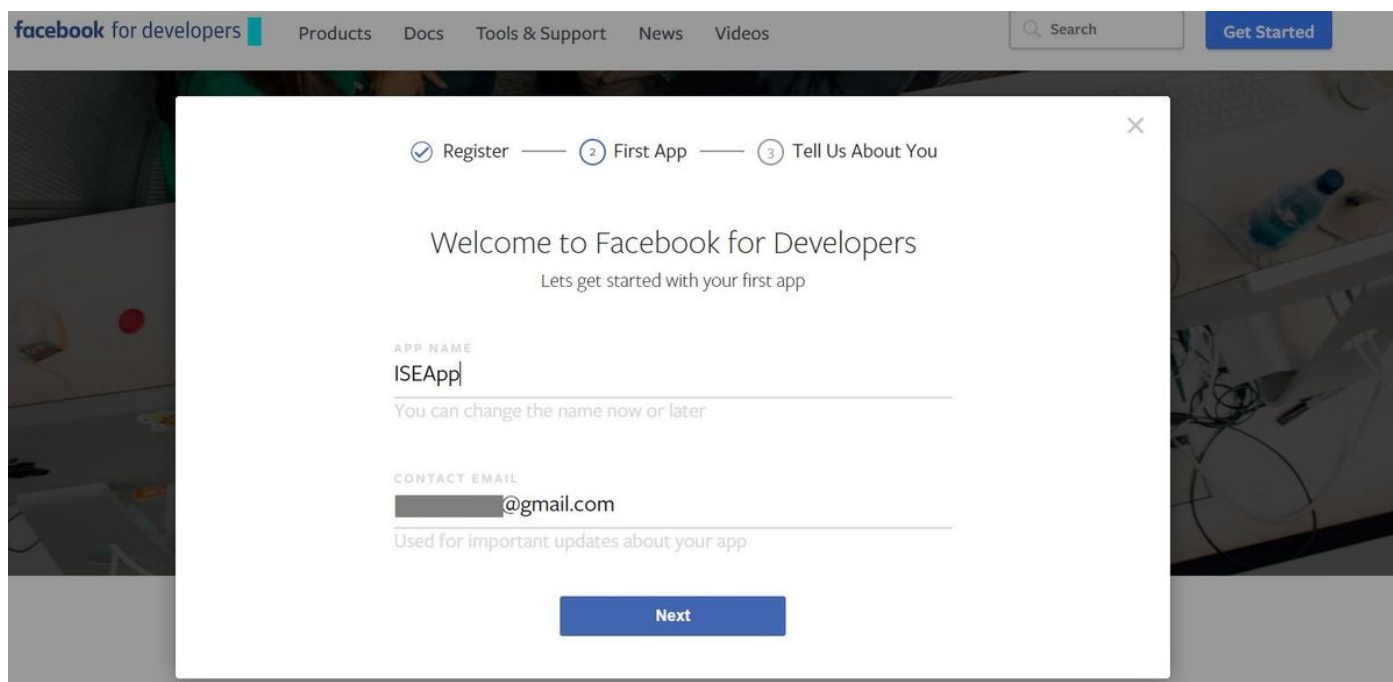 facebook for developers Products Docs Tools & Support News Videos Search Get Started
Register 2 First App 3 Tell Us About You
Welcome to Facebook for Developers
Lets get started with your first app
APP NAME
ISEApp
You can change the name now or later
CONTACT EMAIL
@gmail.com
Used for important updates about your app
Next